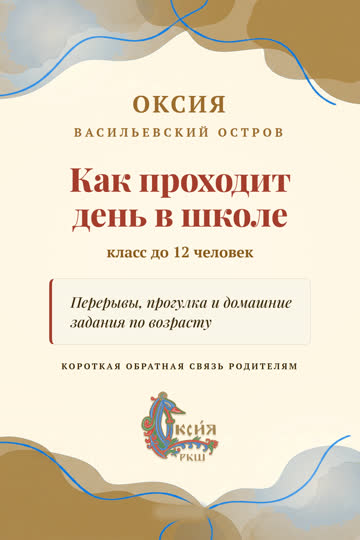 ОКСИЯ
ВАСИЛЬЕВСКИЙ ОСТРОВ
Как проходит
день в школе
класс до 12 человек
Перерывы, прогулка и домашние
задания по возрасту
КОРОТКАЯ ОБРАТНАЯ СВЯЗЬ РОДИТЕЛЯМ
Окси́я
РКШ